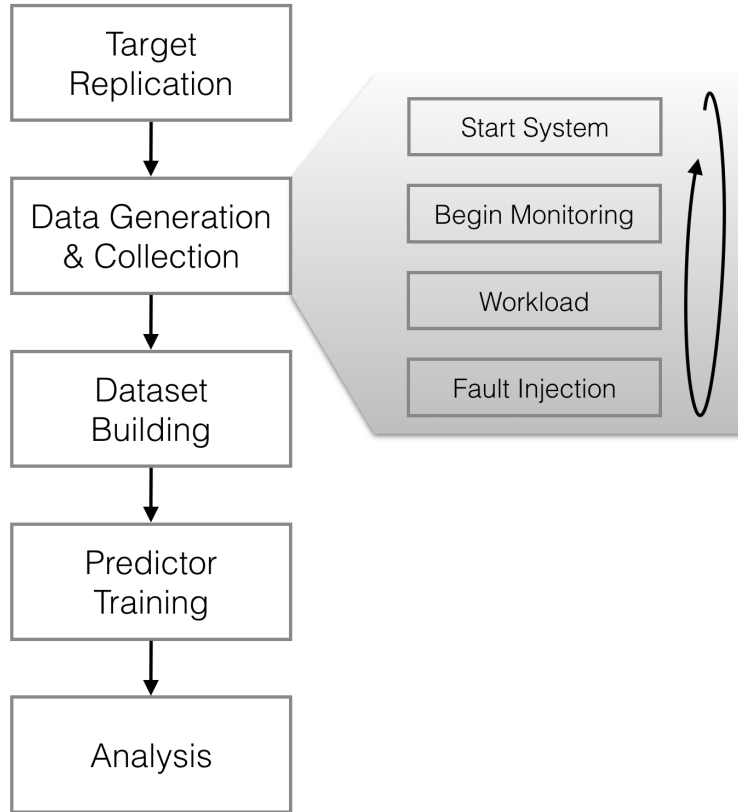 Target
Replication
Data Generation
& Collection
Dataset
Building
Predictor
Training
Analysis
Start System
Begin Monitoring
Workload
Fault Injection